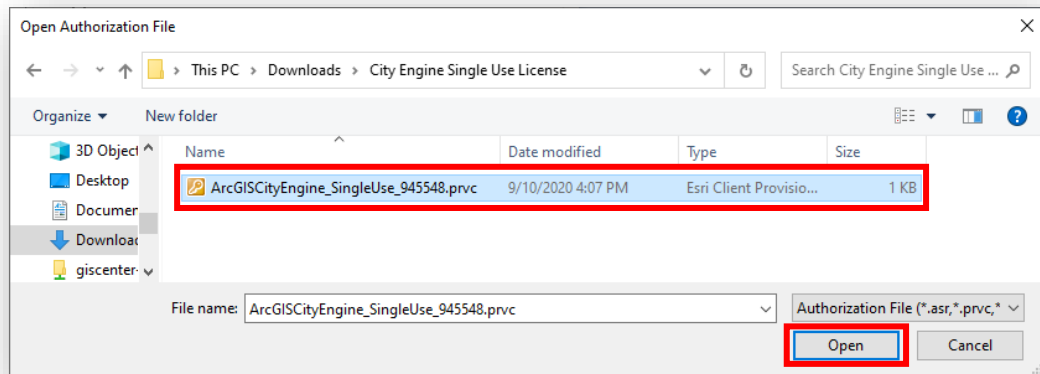 Open Authorization File
This PC > Downloads > City Engine Single Use License
Search City Engine Single Use ...
Organize
New folder
Name Date modified Type Size
3D Object
Desktop
Documer
Downloac
giscenter-
ArcGISCityEngine_SingleUse_945548.prvc 9/10/2020 4:07 PM Esri Client Provisio... 1 KB
File name: ArcGISCityEngine_SingleUse_945548.prvc
Authorization File (*.asr,*.prvc,*
Open Cancel